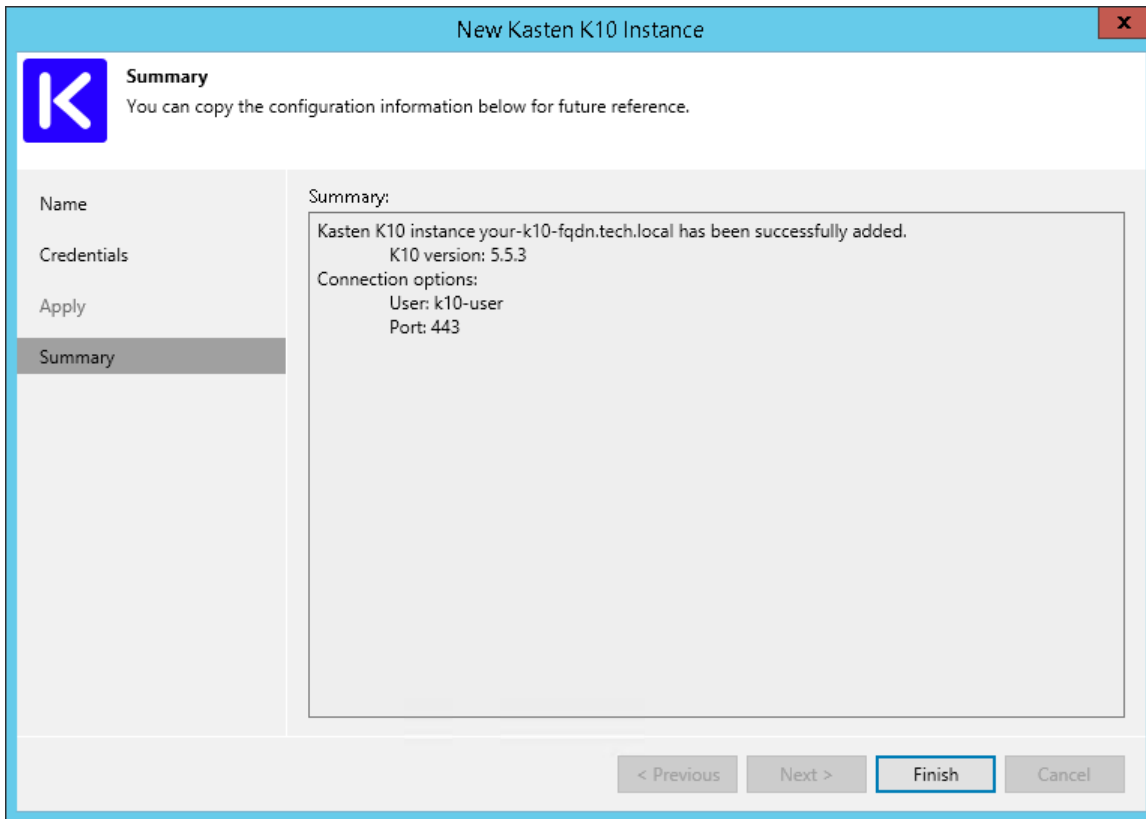 New Kasten K10 Instance
x
K
Summary
You can copy the configuration information below for future reference.
Name
Credentials
Apply
Summary
Summary:
Kasten K10 instance your-k10-fqdn.tech.local has been successfully added.
K10 version: 5.5.3
Connection options:
User: k10-user
Port: 443
< Previous
Next >
Finish
Cancel